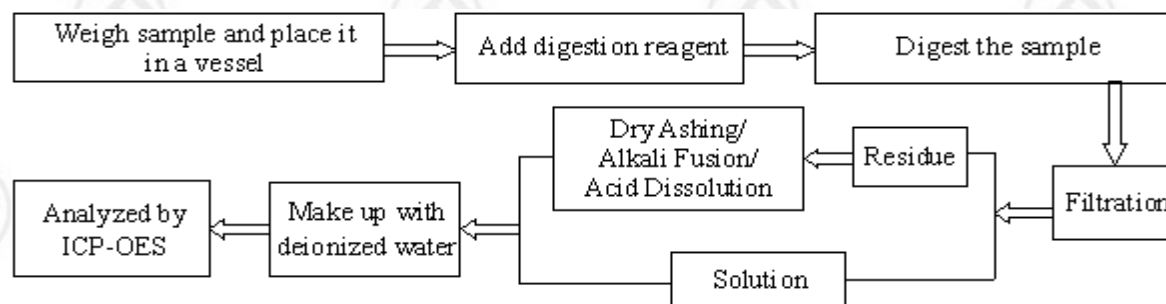 Weigh sample and place it
in a vessel
Add digestion reagent
Digest the sample
Filtration
Residue
Dry Ashing/
Alkali Fusion/
Acid Dissolution
Solution
Make up with
deionized water
Analyzed by
ICP-OES